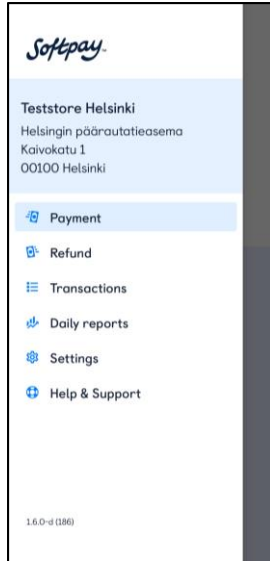 Softpay.
Teststore Helsinki
Helsingin päärautatieasema
Kaivokatu 1
00100 Helsinki
Payment
Refund
Transactions
Daily reports
Settings
Help & Support
1.6.0-d (186)